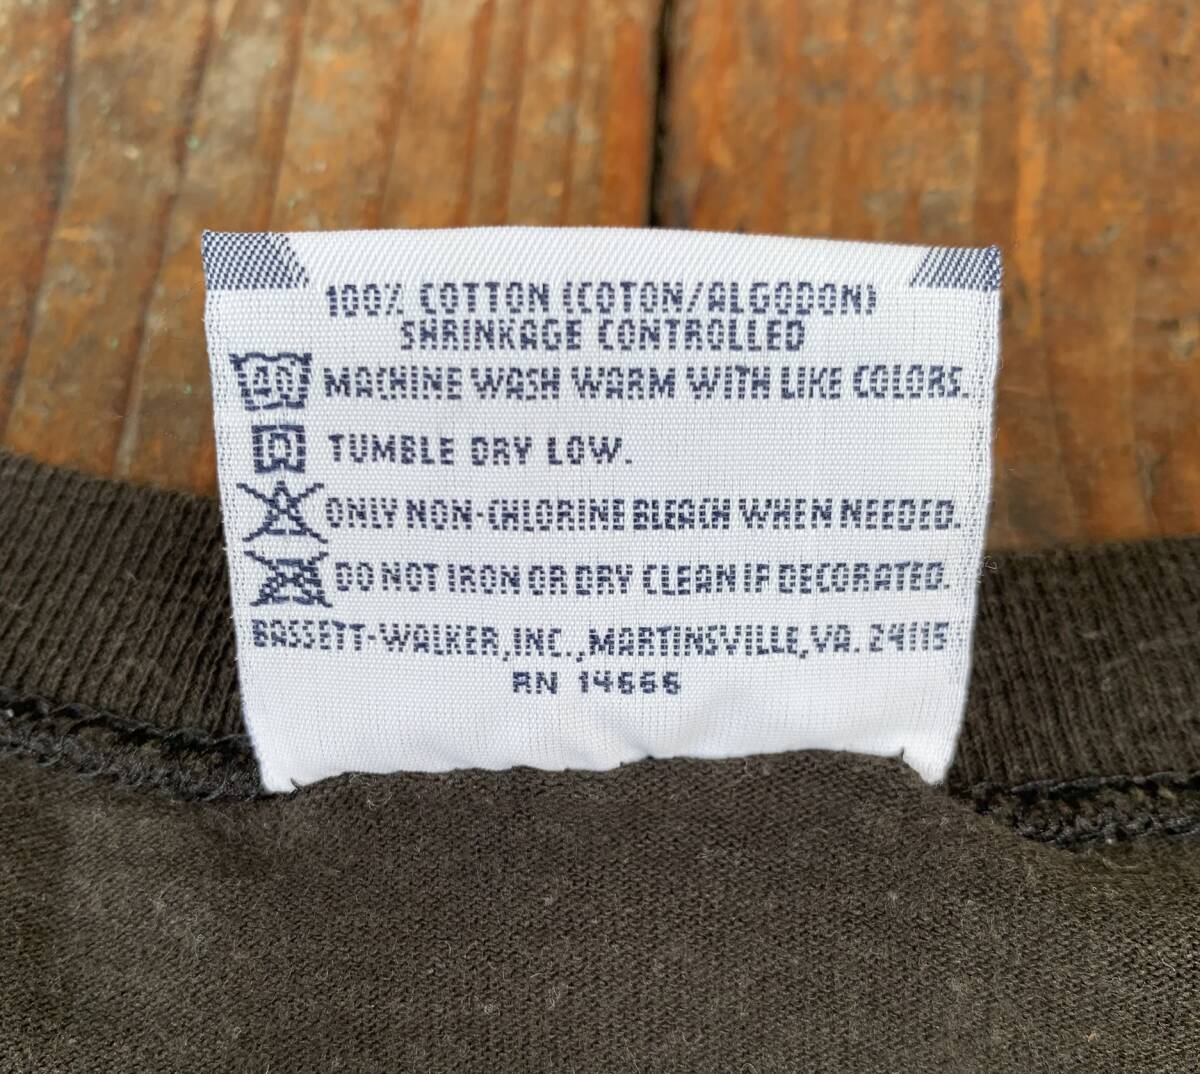 100% COTTON (COTON/ALGODON)
SHRINKAGE CONTROLLED
40 MACHINE WASH WARM WITH LIKE COLORS.
TUMBLE DRY LOW.
ONLY NON-CHLORINE BLEACH WHEN NEEDED.
DO NOT IRON OR DRY CLEAN IF DECORATED.
BASSETT-WALKER, INC., MARTINSVILLE, VA. 24115
RN 14666